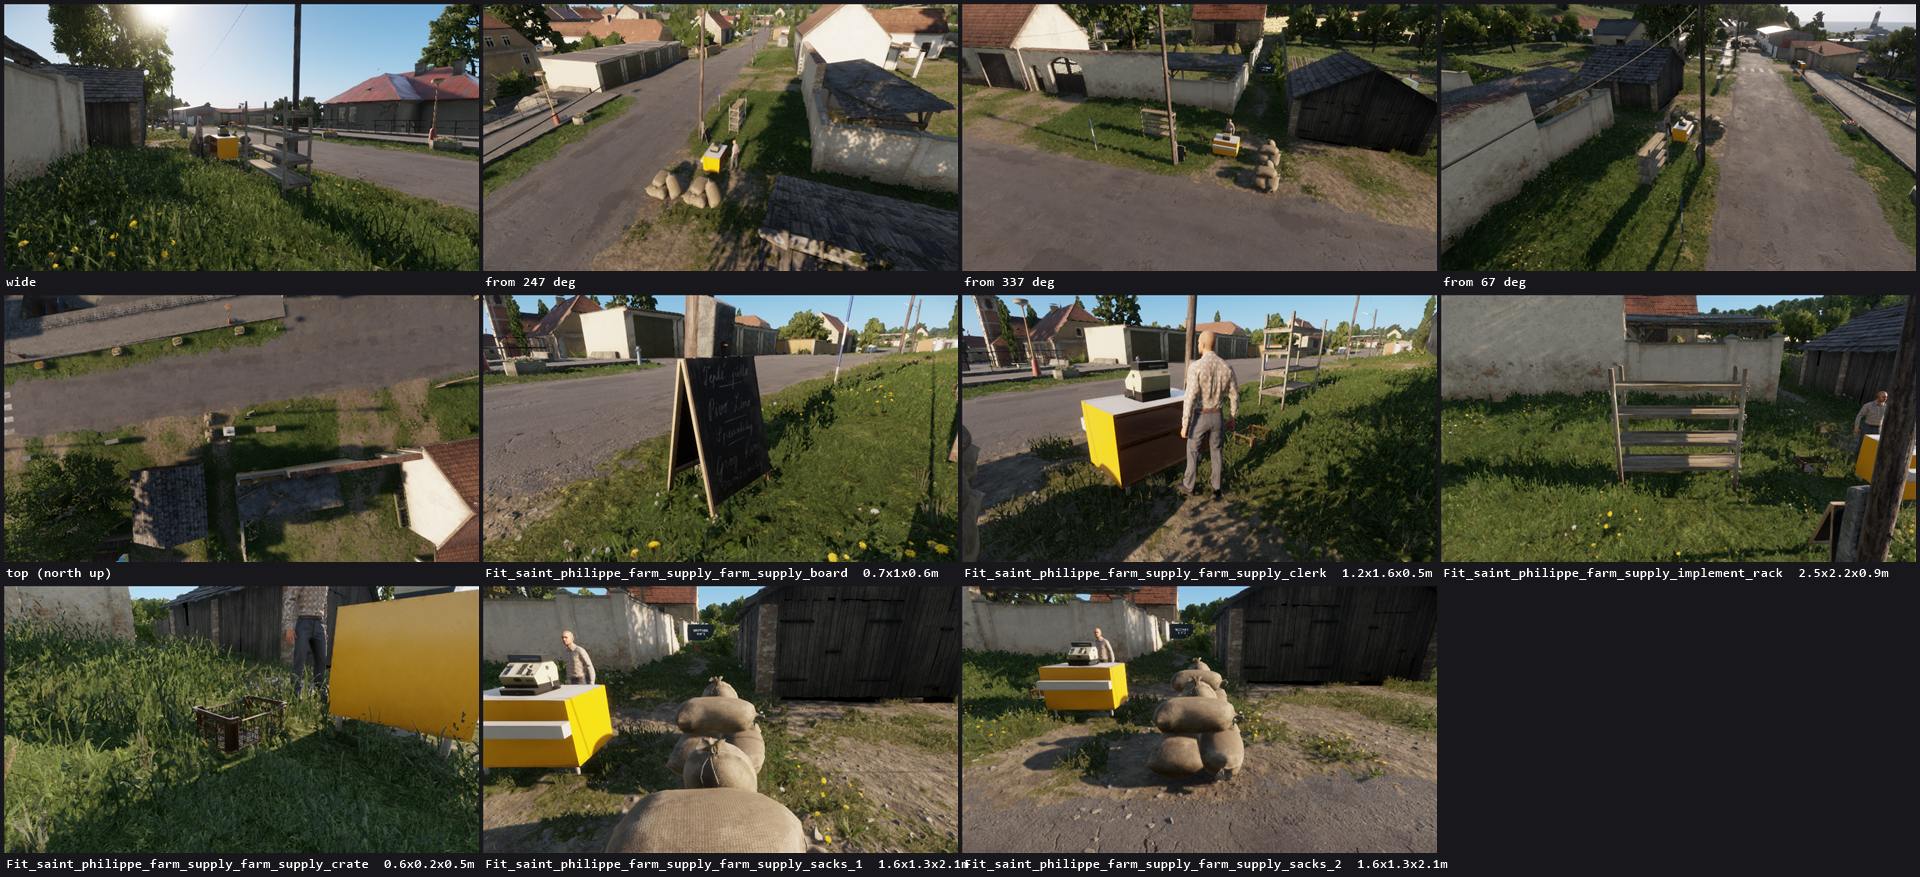 wide
from 247 deg
from 337 deg
from 67 deg
top (north up)
Fit_saint_philippe_farm_supply_farm_supply_board 0.7x1x0.6m
Fit_saint_philippe_farm_supply_farm_supply_clerk 1.2x1.6x0.5m
Fit_saint_philippe_farm_supply_implement_rack 2.5x2.2x0.9m
Fit_saint_philippe_farm_supply_farm_supply_crate 0.6x0.2x0.5m
Fit_saint_philippe_farm_supply_farm_supply_sacks_1 1.6x1.3x2.1m
Fit_saint_philippe_farm_supply_farm_supply_sacks_2 1.6x1.3x2.1m